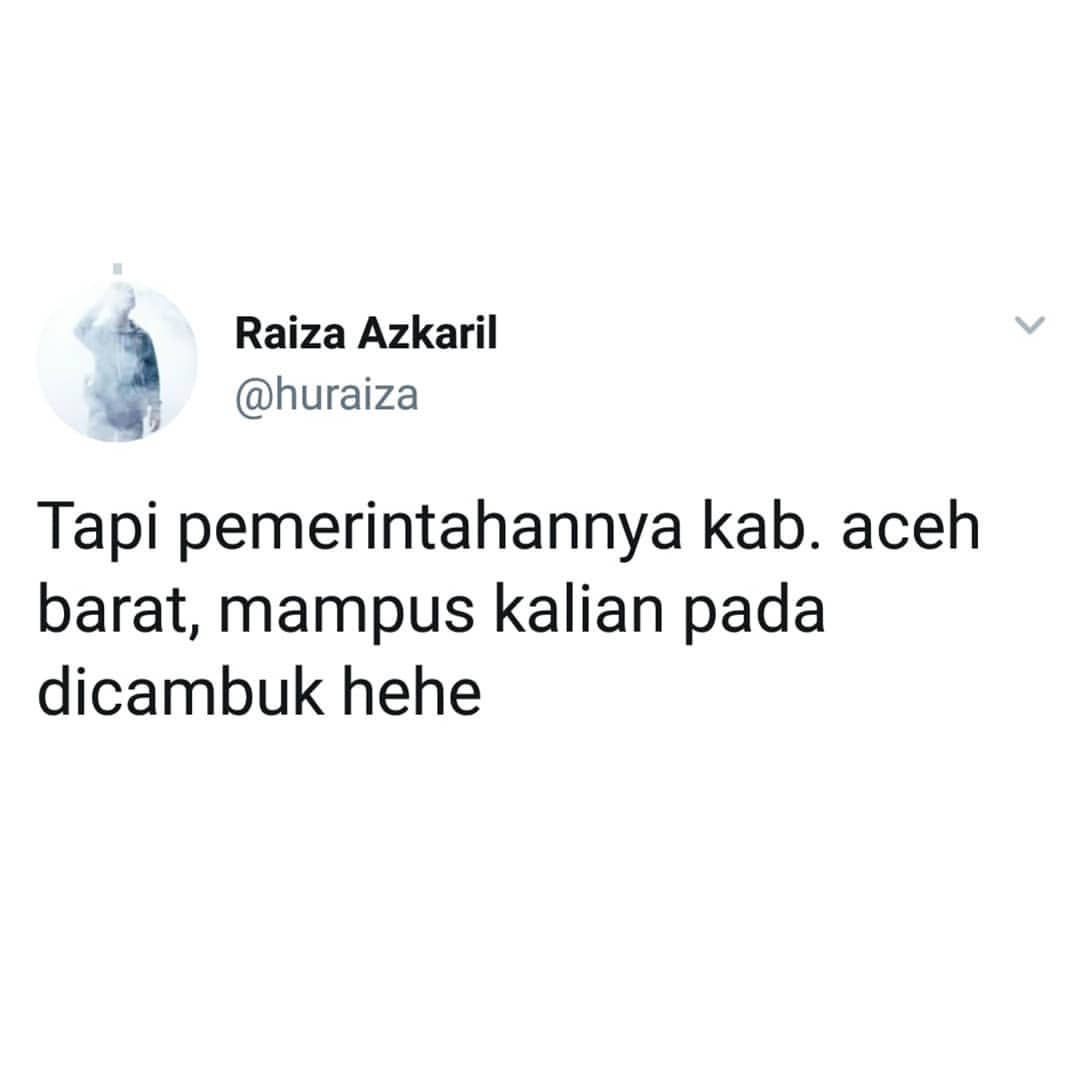 Raiza Azkaril
@huraiza
Tapi pemerintahannya kab. aceh
barat, mampus kalian pada
dicambuk hehe